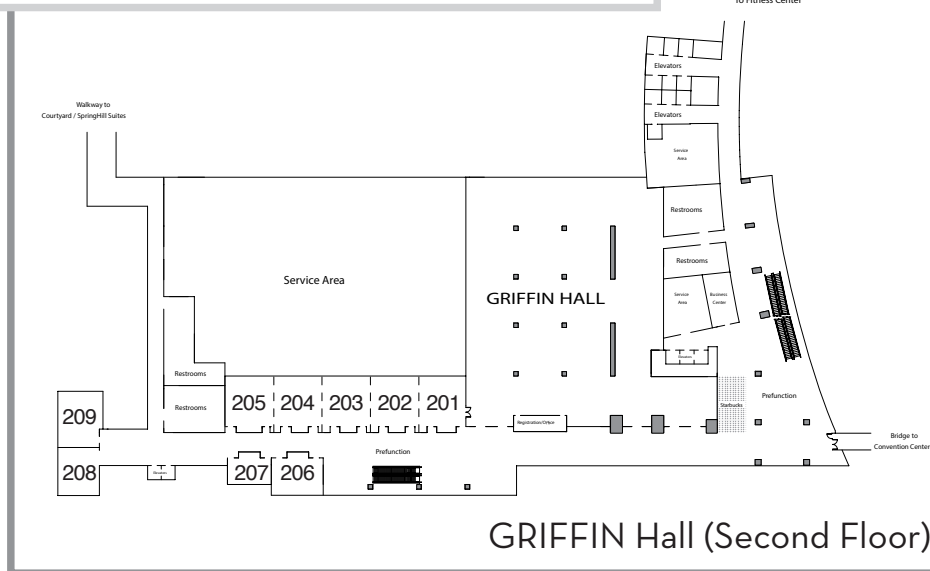 To Fitness Center
Elevators
Elevators
Service
Area
Walkway to
Courtyard / SpringHill Suites
Restrooms
Restrooms
Service Area
GRIFFIN HALL
Service
Area
Business
Center
Elevators
Restrooms
Restrooms
209
208
205
204
203
202
201
Registration/Office
Starbucks
Prefunction
Bridge to
Convention Center
Prefunction
Elevators
207
206
GRIFFIN Hall (Second Floor)